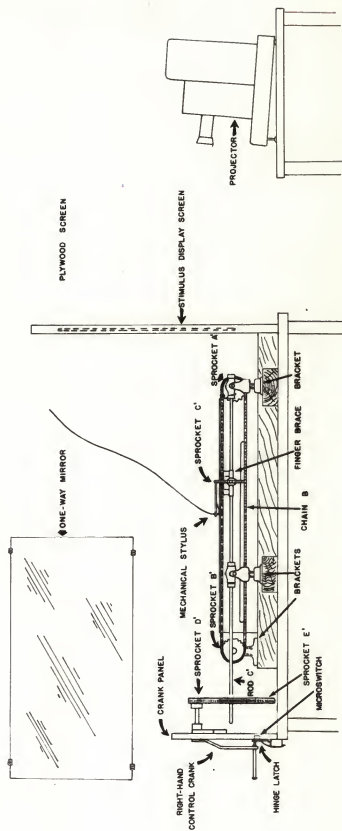 ONE-WAY MIRROR
PLYWOOD SCREEN
STIMULUS DISPLAY SCREEN
PROJECTOR
CRANK PANEL
RIGHT-HAND
CONTROL CRANK
SPROCKET D'
SPROCKET B'
MECHANICAL STYLUS
SPROCKET C'
SPROCKET A'
ROD C'
HINGE LATCH
MICROSWITCH
SPROCKET E'
BRACKETS
CHAIN B
FINGER BRACE
BRACKET